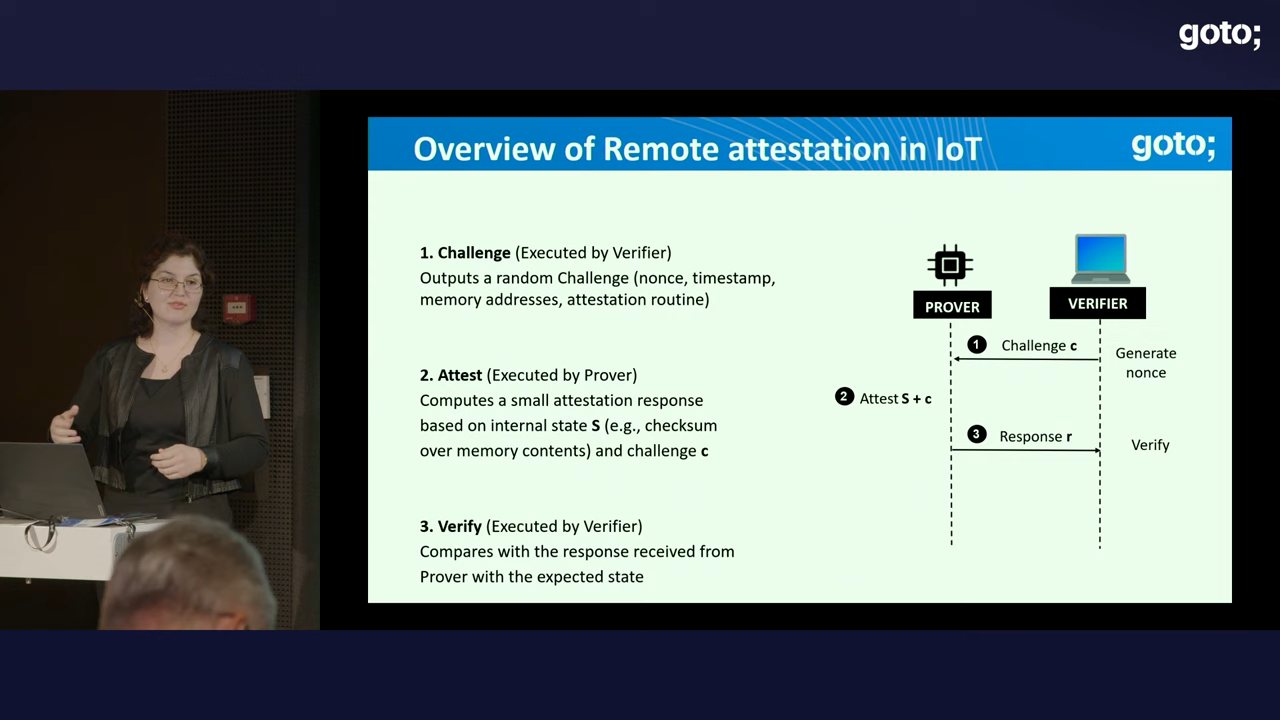 goto;
Overview of Remote attestation in IoT
goto;
1. Challenge (Executed by Verifier)
Outputs a random Challenge (nonce, timestamp,
memory addresses, attestation routine)
2. Attest (Executed by Prover)
Computes a small attestation response
based on internal state S (e.g., checksum
over memory contents) and challenge c
3. Verify (Executed by Verifier)
Compares with the response received from
Prover with the expected state
PROVER
VERIFIER
1 Challenge c
Generate
nonce
2 Attest S + c
3 Response r
Verify